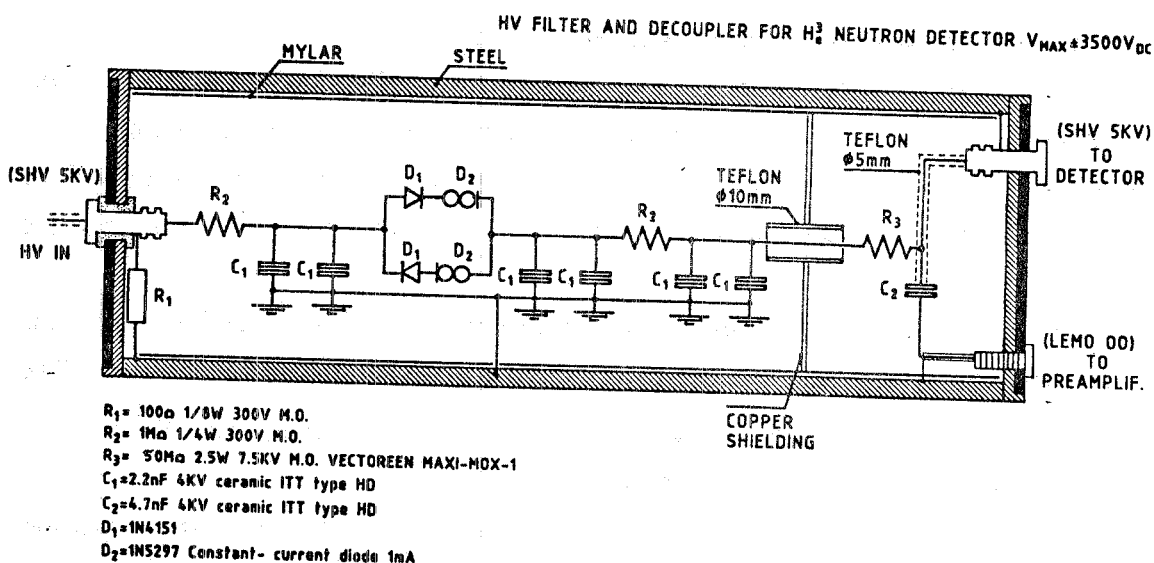 HV FILTER AND DECOUPLER FOR H³ₑ NEUTRON DETECTOR V_MAX ±3500V_DC
MYLAR
STEEL
(SHV 5KV)
HV IN
R₁
R₂
C₁
C₁
D₁
D₂
D₁
D₂
C₁
C₁
R₂
C₁
C₁
TEFLON
ϕ10mm
R₃
C₂
TEFLON
ϕ5mm
(SHV 5KV)
TO
DETECTOR
(LEMO 00)
TO
PREAMPLIF.
COPPER
SHIELDING
R₁= 100Ω 1/8W 300V M.O.
R₂= 1MΩ 1/4W 300V M.O.
R₃= 50MΩ 2.5W 7.5KV M.O. VECTOREEN MAXI-MOX-1
C₁=2.2nF 4KV ceramic ITT type HD
C₂=4.7nF 4KV ceramic ITT type HD
D₁=1N4151
D₂=1N5297 Constant- current diode 1mA